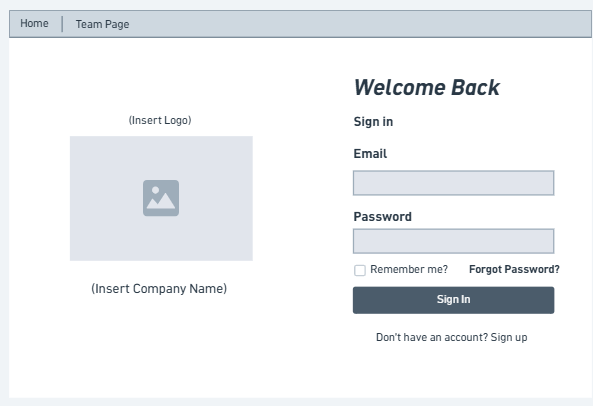 Home
Team Page
(Insert Logo)
(Insert Company Name)
Welcome Back
Sign in
Email
Password
Remember me?
Forgot Password?
Sign In
Don't have an account? Sign up